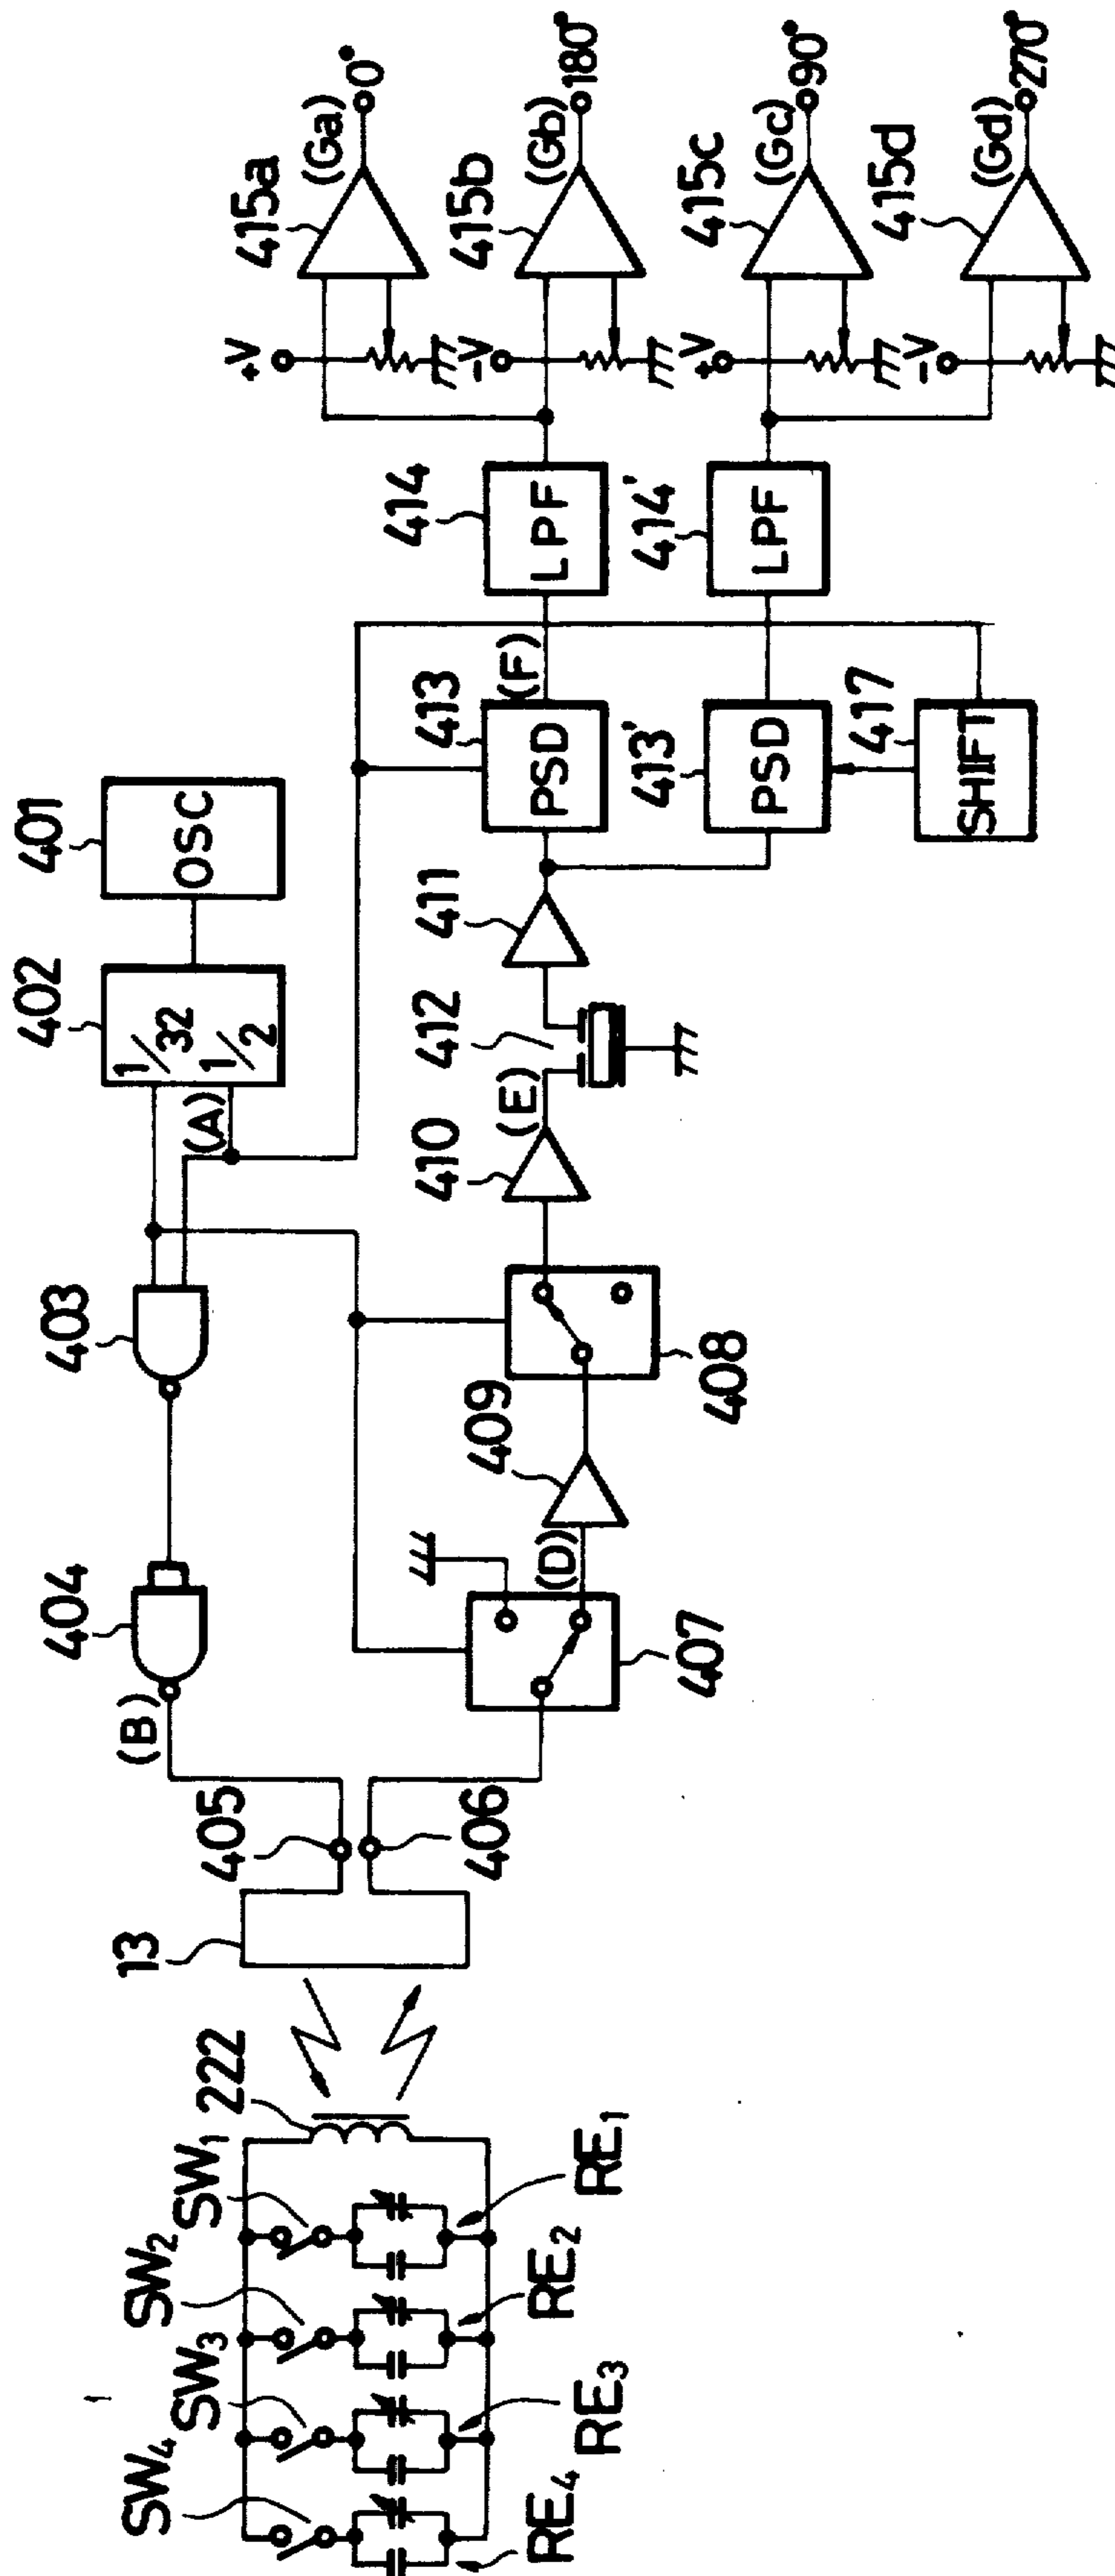 SW4
SW3
SW2
SW1
222
13
RE4
RE3
RE2
RE1
(B)
404
403
402
401
1/32
1/2
(A)
OSC
405
406
407
(D)
409
408
410
(E)
412
411
413
PSD
(F)
413'
PSD
417
SHIFT
414
LPF
414'
LPF
+V
415a
(Ga)
0°
-V
415b
(Gb)
180°
+V
415c
(Gc)
90°
-V
415d
(Gd)
270°